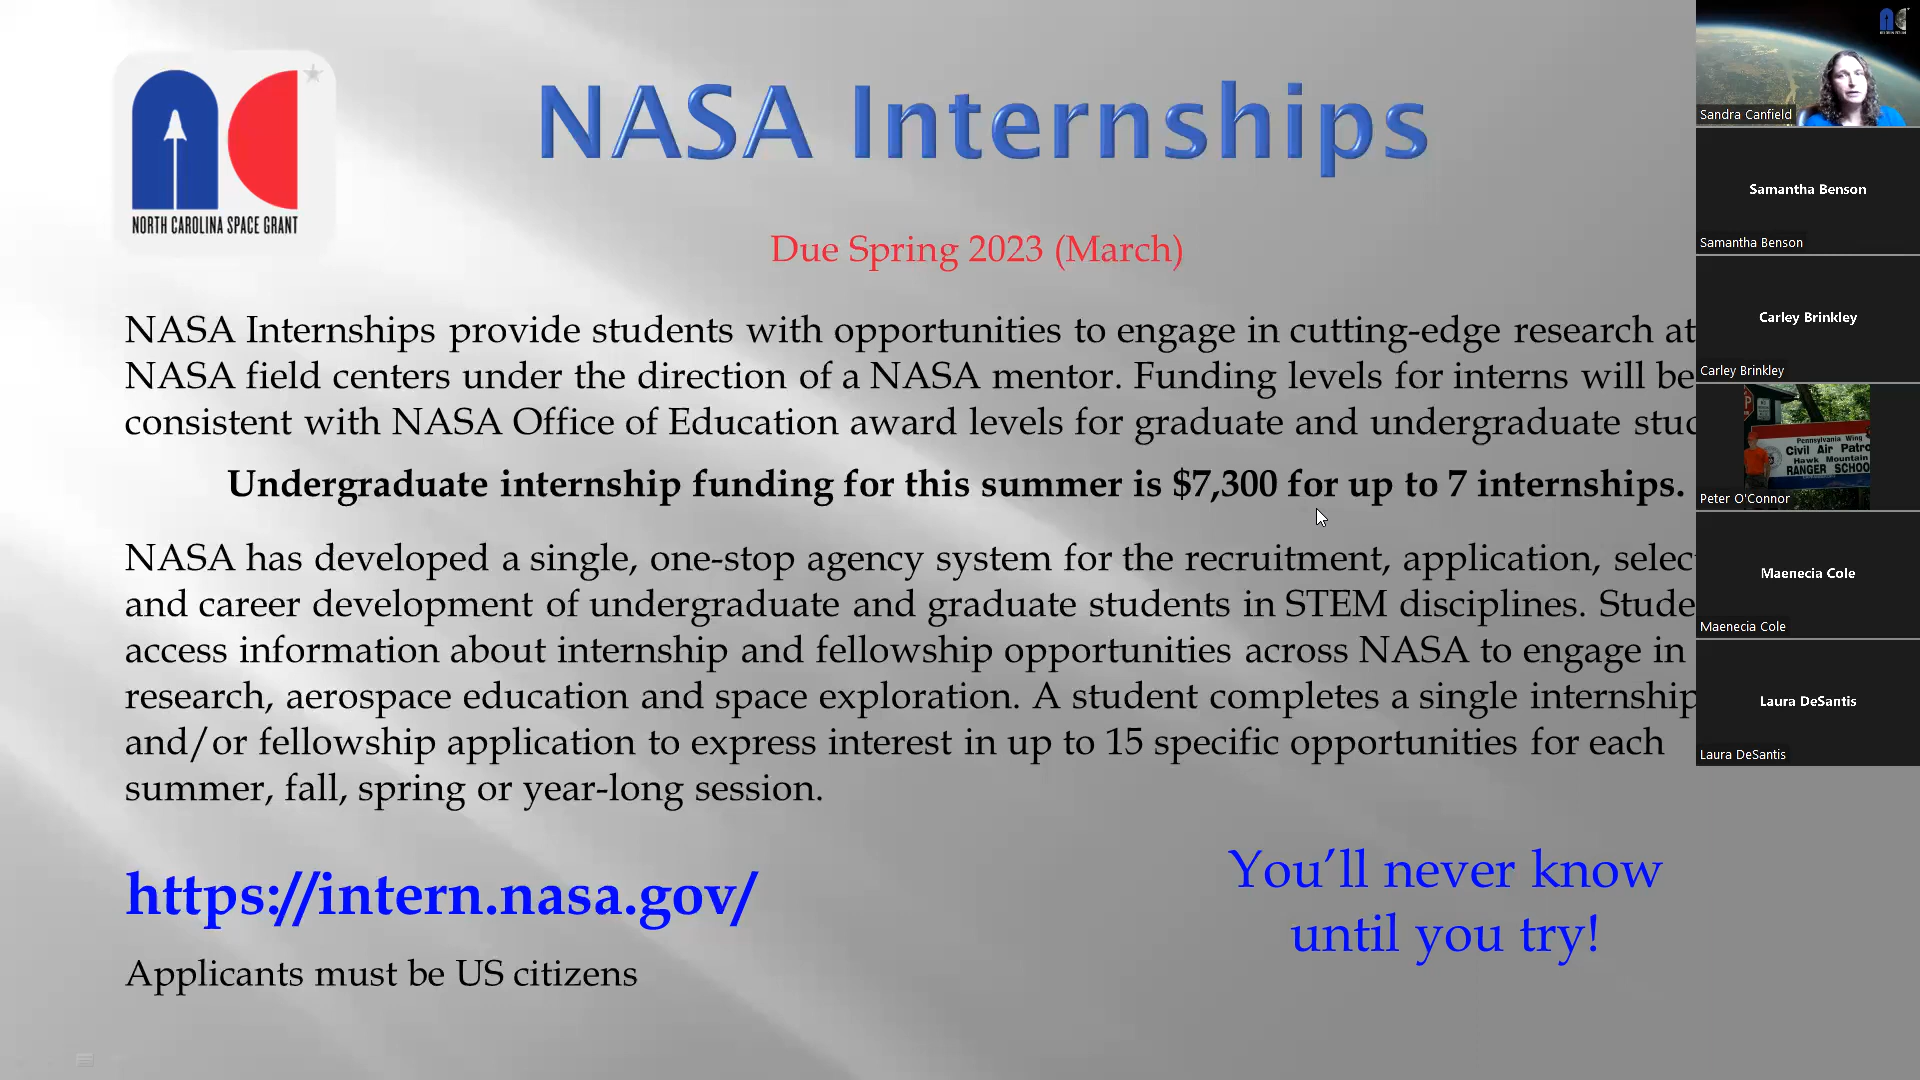 NORTH CAROLINA SPACE GRANT
NASA Internships
Due Spring 2023 (March)
NASA Internships provide students with opportunities to engage in cutting-edge research at
NASA field centers under the direction of a NASA mentor. Funding levels for interns will be
consistent with NASA Office of Education award levels for graduate and undergraduate stud
Undergraduate internship funding for this summer is $7,300 for up to 7 internships.
NASA has developed a single, one-stop agency system for the recruitment, application, selec
and career development of undergraduate and graduate students in STEM disciplines. Stude
access information about internship and fellowship opportunities across NASA to engage in
research, aerospace education and space exploration. A student completes a single internship
and/or fellowship application to express interest in up to 15 specific opportunities for each
summer, fall, spring or year-long session.
https://intern.nasa.gov/
Applicants must be US citizens
You’ll never know
until you try!
Sandra Canfield
Samantha Benson
Samantha Benson
Carley Brinkley
Carley Brinkley
Pennsylvania Wing
Civil Air Patro
Hawk Mountain
RANGER SCHOO
Peter O'Connor
Maenecia Cole
Maenecia Cole
Laura DeSantis
Laura DeSantis